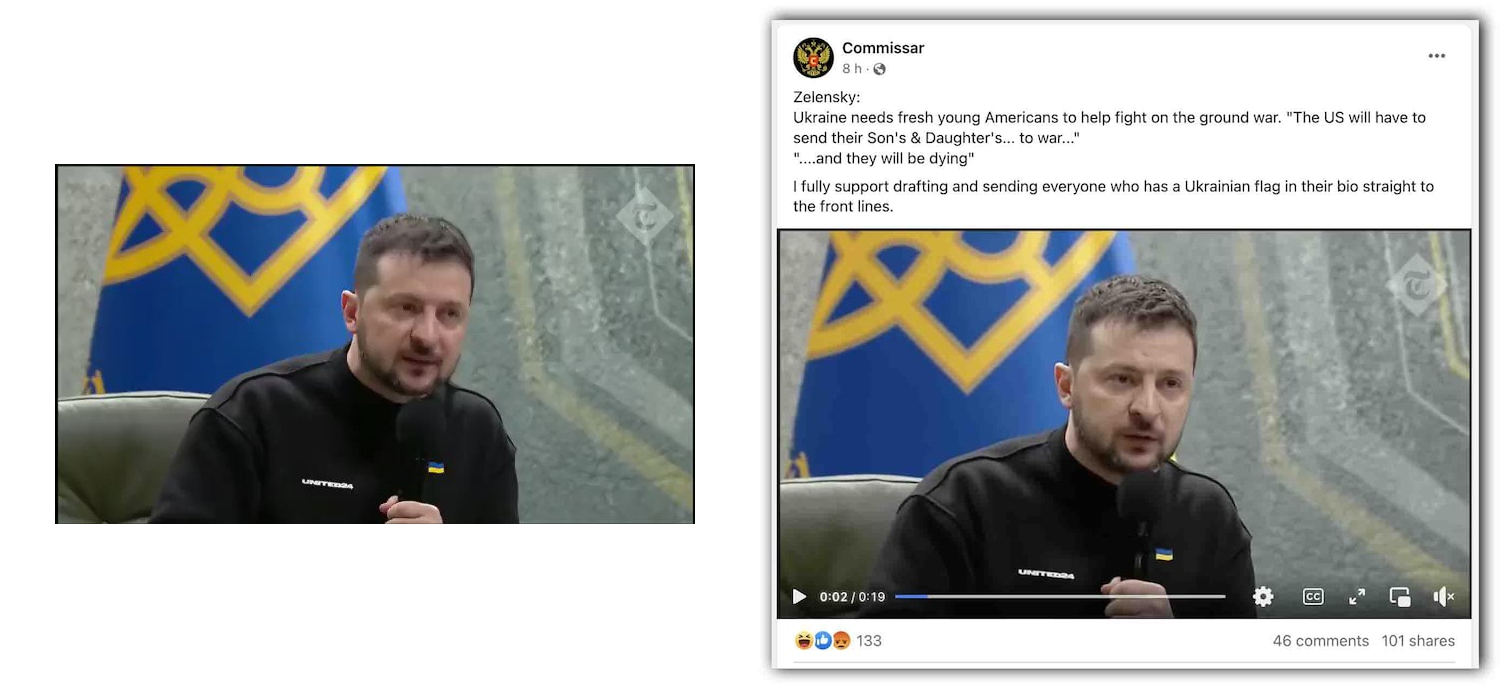 UNITED24
Commissar
8 h ·
Zelensky:
Ukraine needs fresh young Americans to help fight on the ground war. "The US will have to
send their Son's & Daughter's... to war..."
"....and they will be dying"
I fully support drafting and sending everyone who has a Ukrainian flag in their bio straight to
the front lines.
UNITED24
0:02 / 0:19
CC
133
46 comments 101 shares